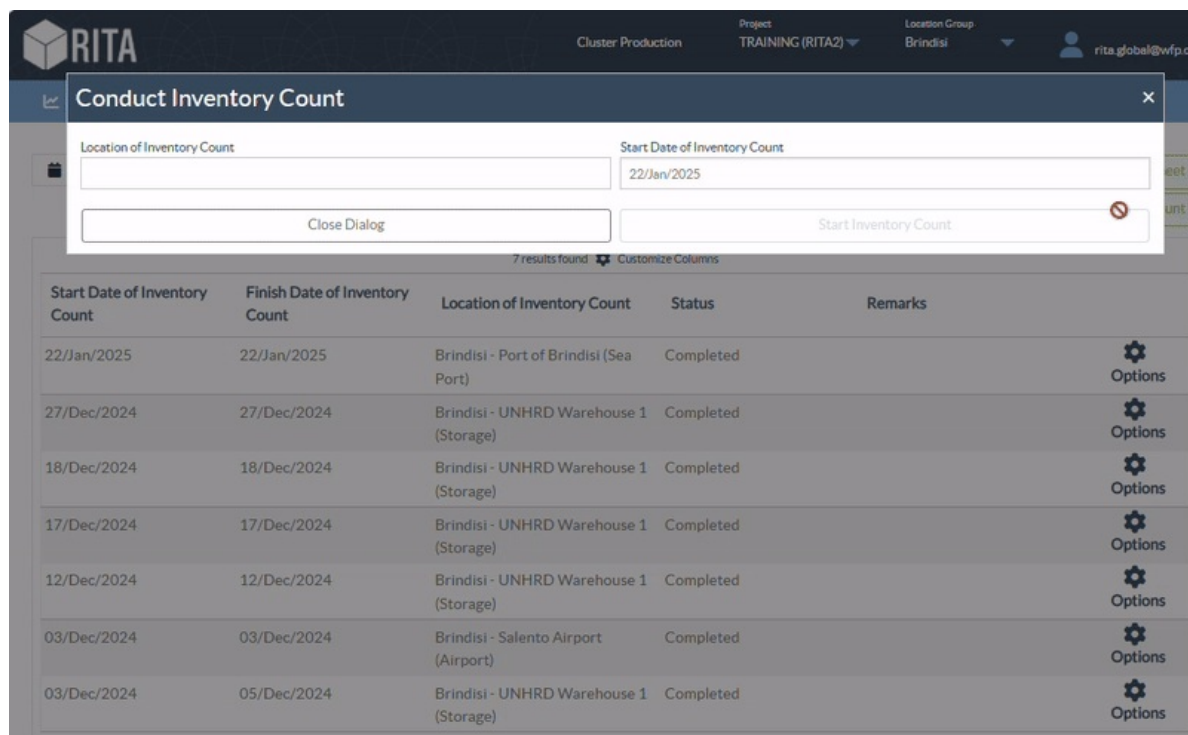 RITA
Cluster Production
Project
TRAINING (RITA2)
Location Group
Brindisi
rita.global@wfp.c
Conduct Inventory Count
×
Location of Inventory Count
Start Date of Inventory Count
22/Jan/2025
eet
Close Dialog
Start Inventory Count
unt
7 results found Customize Columns
Start Date of Inventory
Count
Finish Date of Inventory
Count
Location of Inventory Count
Status
Remarks
22/Jan/2025 22/Jan/2025 Brindisi - Port of Brindisi (Sea Completed
Port)
Options
27/Dec/2024 27/Dec/2024 Brindisi - UNHRD Warehouse 1 Completed
(Storage)
Options
18/Dec/2024 18/Dec/2024 Brindisi - UNHRD Warehouse 1 Completed
(Storage)
Options
17/Dec/2024 17/Dec/2024 Brindisi - UNHRD Warehouse 1 Completed
(Storage)
Options
12/Dec/2024 12/Dec/2024 Brindisi - UNHRD Warehouse 1 Completed
(Storage)
Options
03/Dec/2024 03/Dec/2024 Brindisi - Salento Airport Completed
(Airport)
Options
03/Dec/2024 05/Dec/2024 Brindisi - UNHRD Warehouse 1 Completed
(Storage)
Options